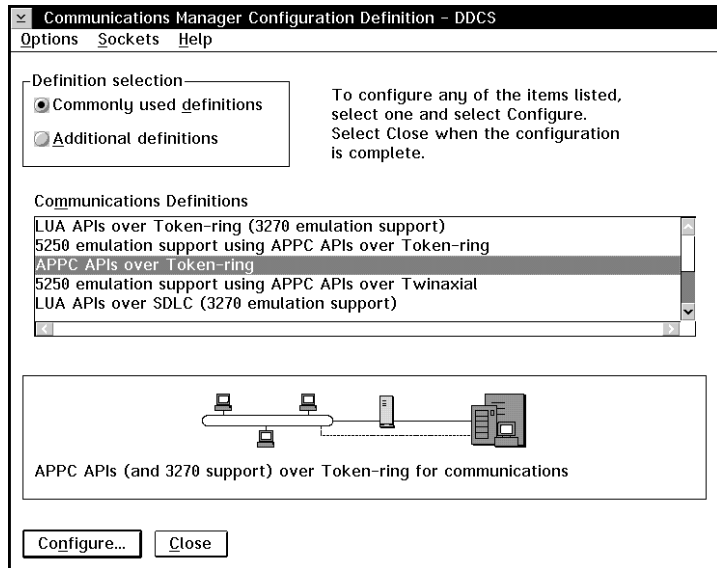 Communications Manager Configuration Definition - DDCS
Options Sockets Help
Definition selection
Commonly used definitions
Additional definitions
To configure any of the items listed,
select one and select Configure.
Select Close when the configuration
is complete.
Communications Definitions
LUA APIs over Token-ring (3270 emulation support)
5250 emulation support using APPC APIs over Token-ring
APPC APIs over Token-ring
5250 emulation support using APPC APIs over Twinaxial
LUA APIs over SDLC (3270 emulation support)
APPC APIs (and 3270 support) over Token-ring for communications
Configure... Close